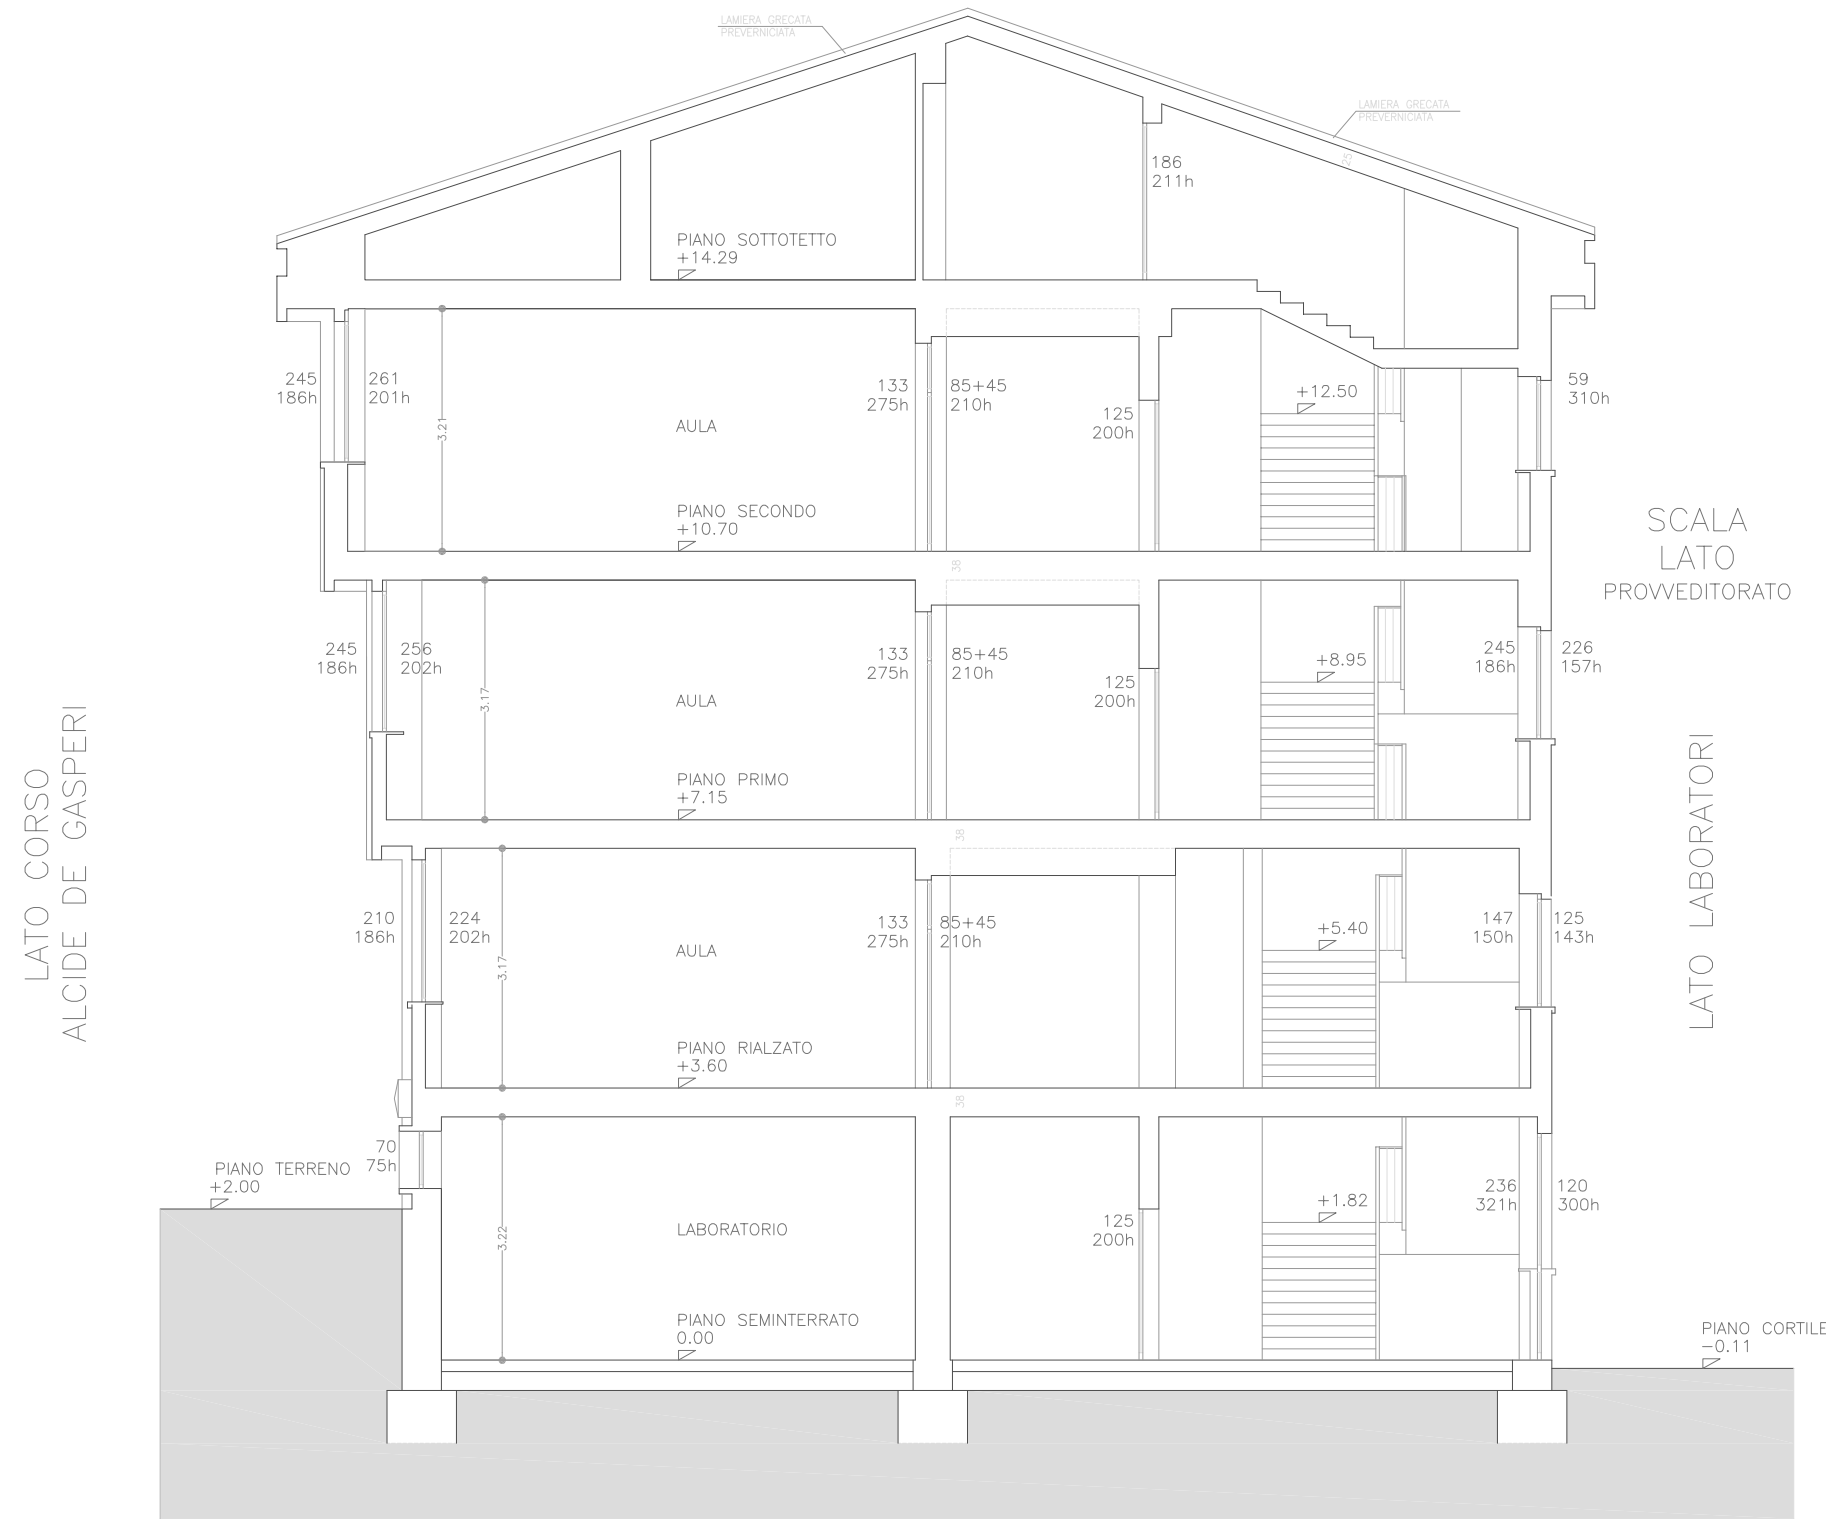 LAMIERA GRECATA
PREVERNICIATA
LAMIERA GRECATA
PREVERNICIATA
25
186
211h
PIANO SOTTOTETTO
+14.29
245
186h
261
201h
3.21
AULA
133
275h
85+45
210h
125
200h
+12.50
59
310h
PIANO SECONDO
+10.70
38
SCALA
LATO
PROVVEDITORATO
245
186h
256
202h
3.17
AULA
133
275h
85+45
210h
125
200h
+8.95
245
186h
226
157h
PIANO PRIMO
+7.15
38
LATO CORSO
ALCIDE DE GASPERI
LATO LABORATORI
210
186h
224
202h
3.17
AULA
133
275h
85+45
210h
+5.40
147
150h
125
143h
PIANO RIALZATO
+3.60
38
70
75h
PIANO TERRENO
+2.00
3.22
LABORATORIO
125
200h
+1.82
236
321h
120
300h
PIANO SEMINTERRATO
0.00
PIANO CORTILE
-0.11